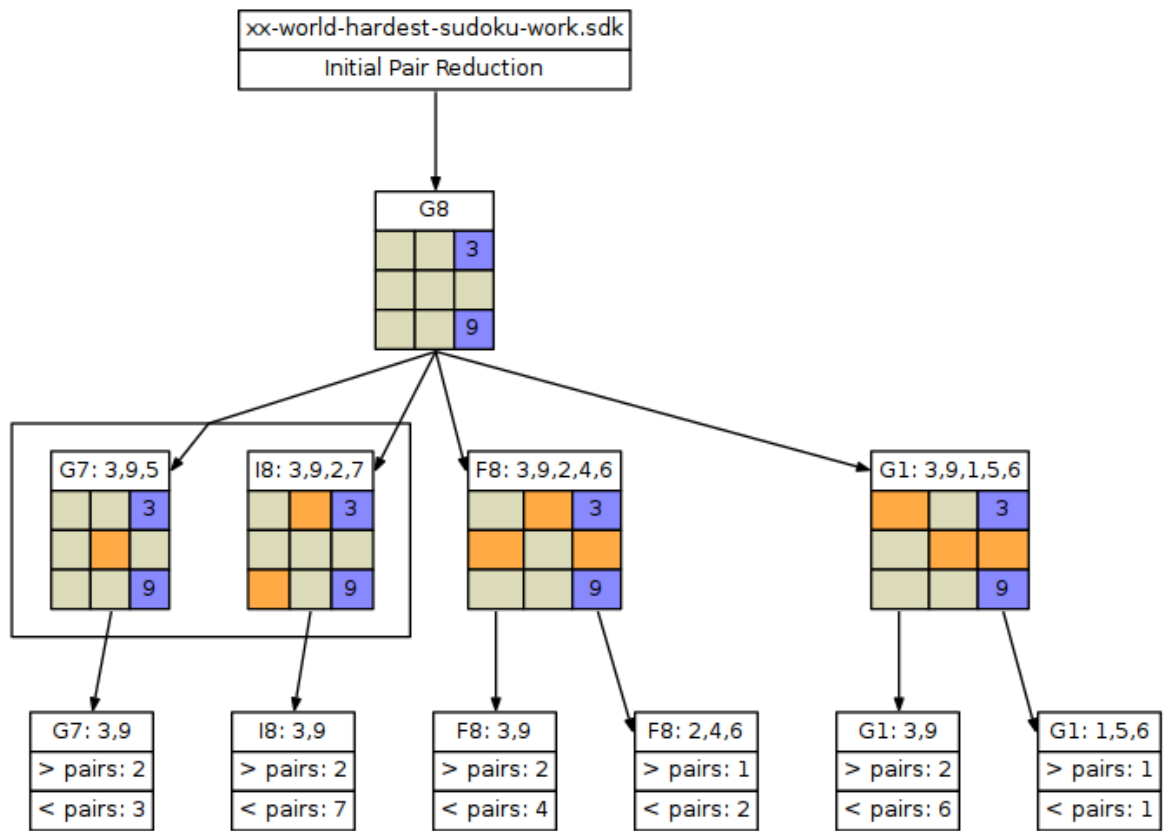 xx-world-hardest-sudoku-work.sdk
Initial Pair Reduction
G8
3
9
G7: 3,9,5
I8: 3,9,2,7
F8: 3,9,2,4,6
G1: 3,9,1,5,6
3
3
3
3
9
9
9
9
G7: 3,9
> pairs: 2
< pairs: 3
I8: 3,9
> pairs: 2
< pairs: 7
F8: 3,9
> pairs: 2
< pairs: 4
F8: 2,4,6
> pairs: 1
< pairs: 2
G1: 3,9
> pairs: 2
< pairs: 6
G1: 1,5,6
> pairs: 1
< pairs: 1